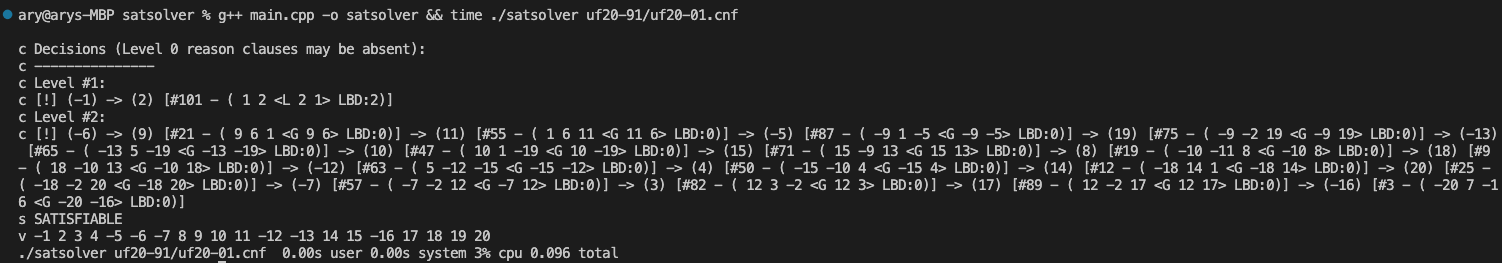 ary@arys-MBP satsolver % g++ main.cpp -o satsolver && time ./satsolver uf20-91/uf20-01.cnf
c Decisions (Level 0 reason clauses may be absent):
c ---------------
c Level #1:
c [!] (-1) -> (2) [#101 - ( 1 2 <L 2 1> LBD:2)]
c Level #2:
c [!] (-6) -> (9) [#21 - ( 9 6 1 <G 9 6> LBD:0)] -> (11) [#55 - ( 1 6 11 <G 11 6> LBD:0)] -> (-5) [#87 - ( -9 1 -5 <G -9 -5> LBD:0)] -> (19) [#75 - ( -9 -2 19 <G -9 19> LBD:0)] -> (-13)
[#65 - ( -13 5 -19 <G -13 -19> LBD:0)] -> (10) [#47 - ( 10 1 -19 <G 10 -19> LBD:0)] -> (15) [#71 - ( 15 -9 13 <G 15 13> LBD:0)] -> (8) [#19 - ( -10 -11 8 <G -10 8> LBD:0)] -> (18) [#9
- ( 18 -10 13 <G -10 18> LBD:0)] -> (-12) [#63 - ( 5 -12 -15 <G -15 -12> LBD:0)] -> (4) [#50 - ( -15 -10 4 <G -15 4> LBD:0)] -> (14) [#12 - ( -18 14 1 <G -18 14> LBD:0)] -> (20) [#25 -
( -18 -2 20 <G -18 20> LBD:0)] -> (-7) [#57 - ( -7 -2 12 <G -7 12> LBD:0)] -> (3) [#82 - ( 12 3 -2 <G 12 3> LBD:0)] -> (17) [#89 - ( 12 -2 17 <G 12 17> LBD:0)] -> (-16) [#3 - ( -20 7 -1
6 <G -20 -16> LBD:0)]
s SATISFIABLE
v -1 2 3 4 -5 -6 -7 8 9 10 11 -12 -13 14 15 -16 17 18 19 20
./satsolver uf20-91/uf20-01.cnf  0.00s user 0.00s system 3% cpu 0.096 total